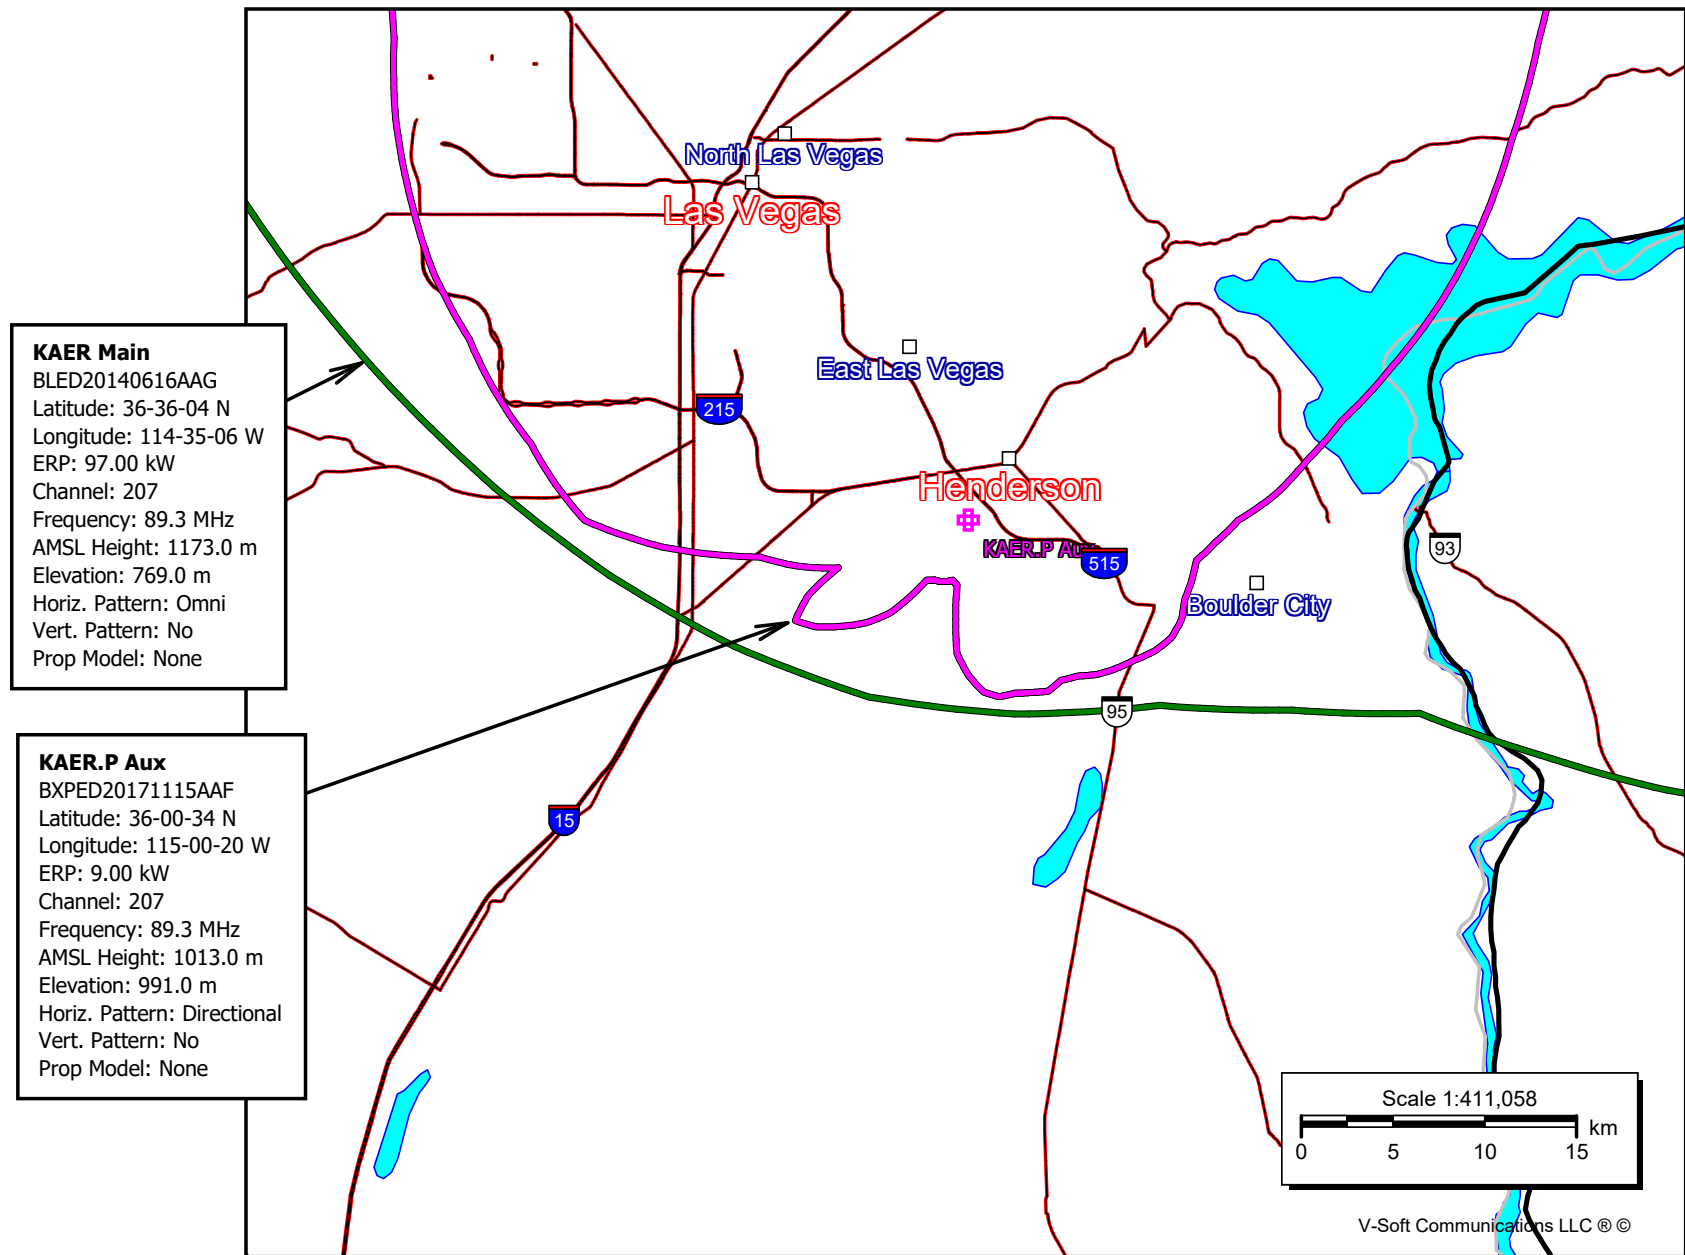 North Las Vegas
Las Vegas
East Las Vegas
215
Henderson
KAER.P Aux
515
93
Boulder City
95
15
KAER Main
BLED20140616AAG
Latitude: 36-36-04 N
Longitude: 114-35-06 W
ERP: 97.00 kW
Channel: 207
Frequency: 89.3 MHz
AMSL Height: 1173.0 m
Elevation: 769.0 m
Horiz. Pattern: Omni
Vert. Pattern: No
Prop Model: None
KAER.P Aux
BXPED20171115AAF
Latitude: 36-00-34 N
Longitude: 115-00-20 W
ERP: 9.00 kW
Channel: 207
Frequency: 89.3 MHz
AMSL Height: 1013.0 m
Elevation: 991.0 m
Horiz. Pattern: Directional
Vert. Pattern: No
Prop Model: None
Scale 1:411,058
km
0 5 10 15
V-Soft Communications LLC ® ©